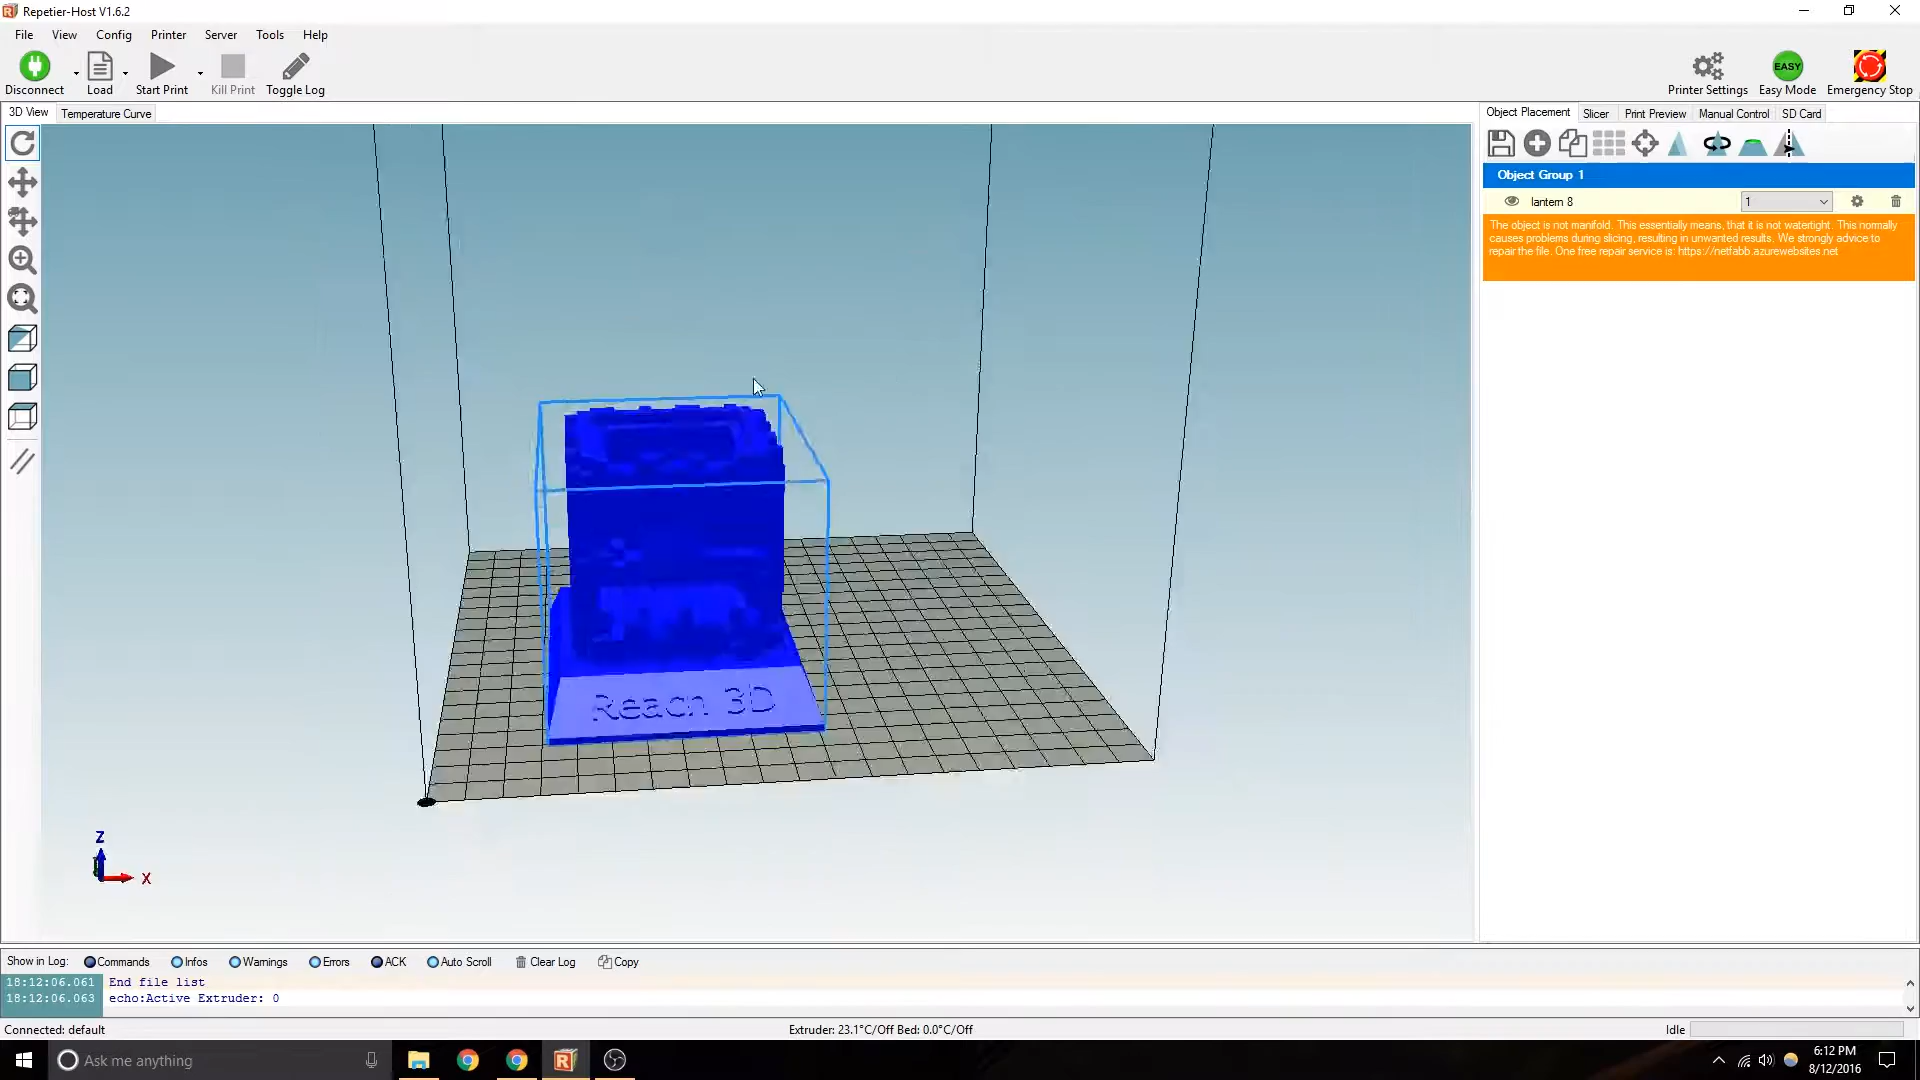 Repetier-Host V1.6.2
File View Config Printer Server Tools Help
Disconnect Load Start Print Kill Print Toggle Log Printer Settings EASY Easy Mode Emergency Stop
3D View Temperature Curve Object Placement Slicer Print Preview Manual Control SD Card
Object Group 1
lantern 8 1
The object is not manifold. This essentially means, that it is not watertight. This normally
causes problems during slicing, resulting in unwanted results. We strongly advice to
repair the file. One free repair service is: https://netfabb.azurewebsites.net
Reach 3D
Z
X
Show in Log: Commands Infos Warnings Errors ACK Auto Scroll Clear Log Copy
18:12:06.061 End file list
18:12:06.063 echo:Active Extruder: 0
Connected: default Extruder: 23.1°C/Off Bed: 0.0°C/Off Idle
Ask me anything 6:12 PM
8/12/2016